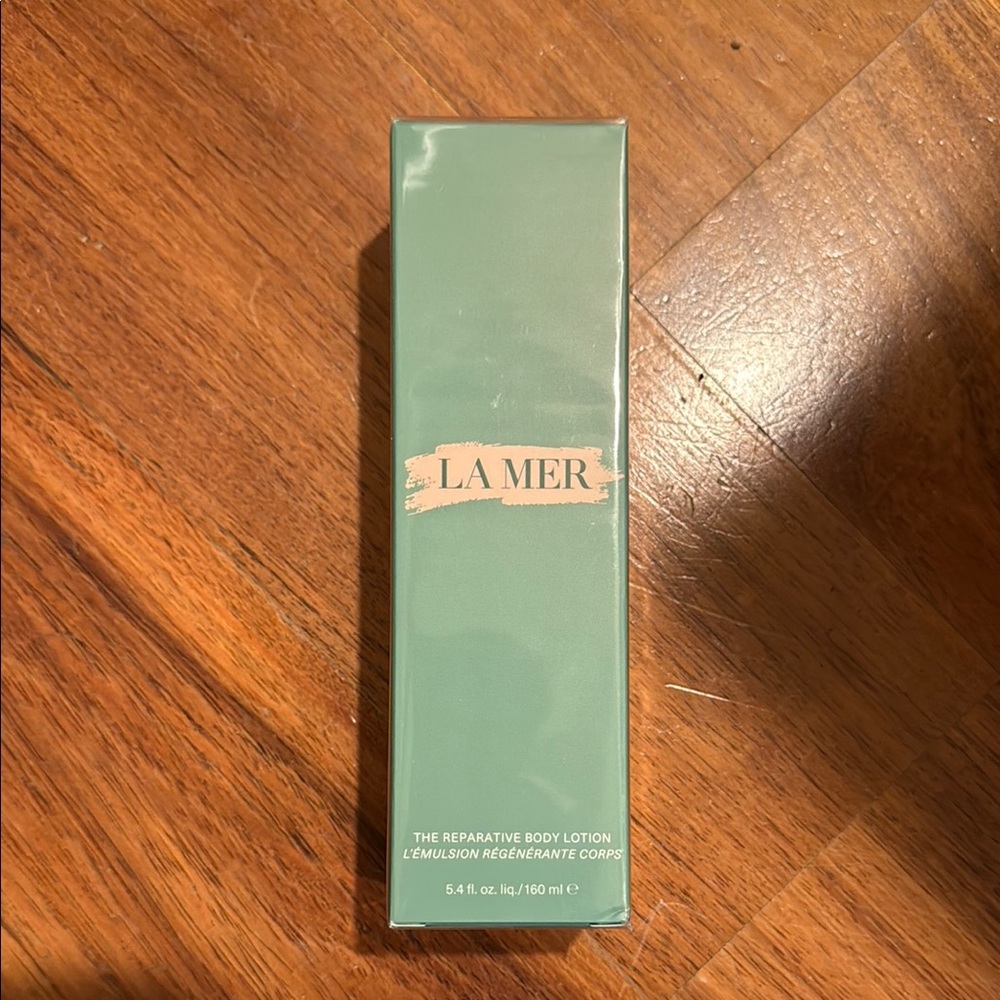 LA MER
THE REPARATIVE BODY LOTION
L'ÉMULSION RÉGÉNÉRANTE CORPS
5.4 fl. oz. liq./160 ml ℮